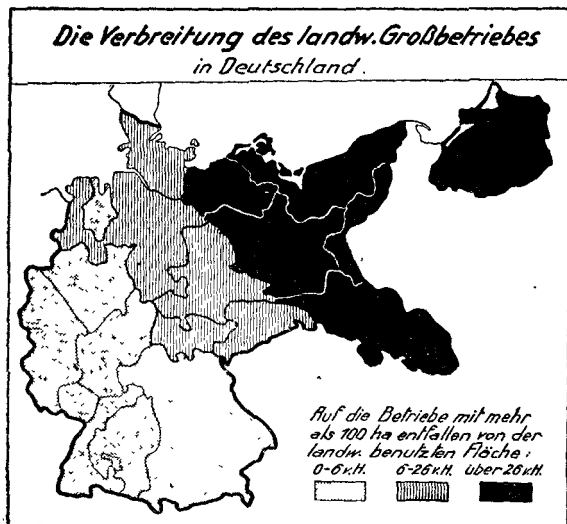 Die Verbreitung des landw. Großbetriebes
in Deutschland.
Auf die Betriebe mit mehr
als 100 ha entfallen von der
landw. benutzten Fläche:
0-6 v.H. 6-26 v.H. über 26 v.H.